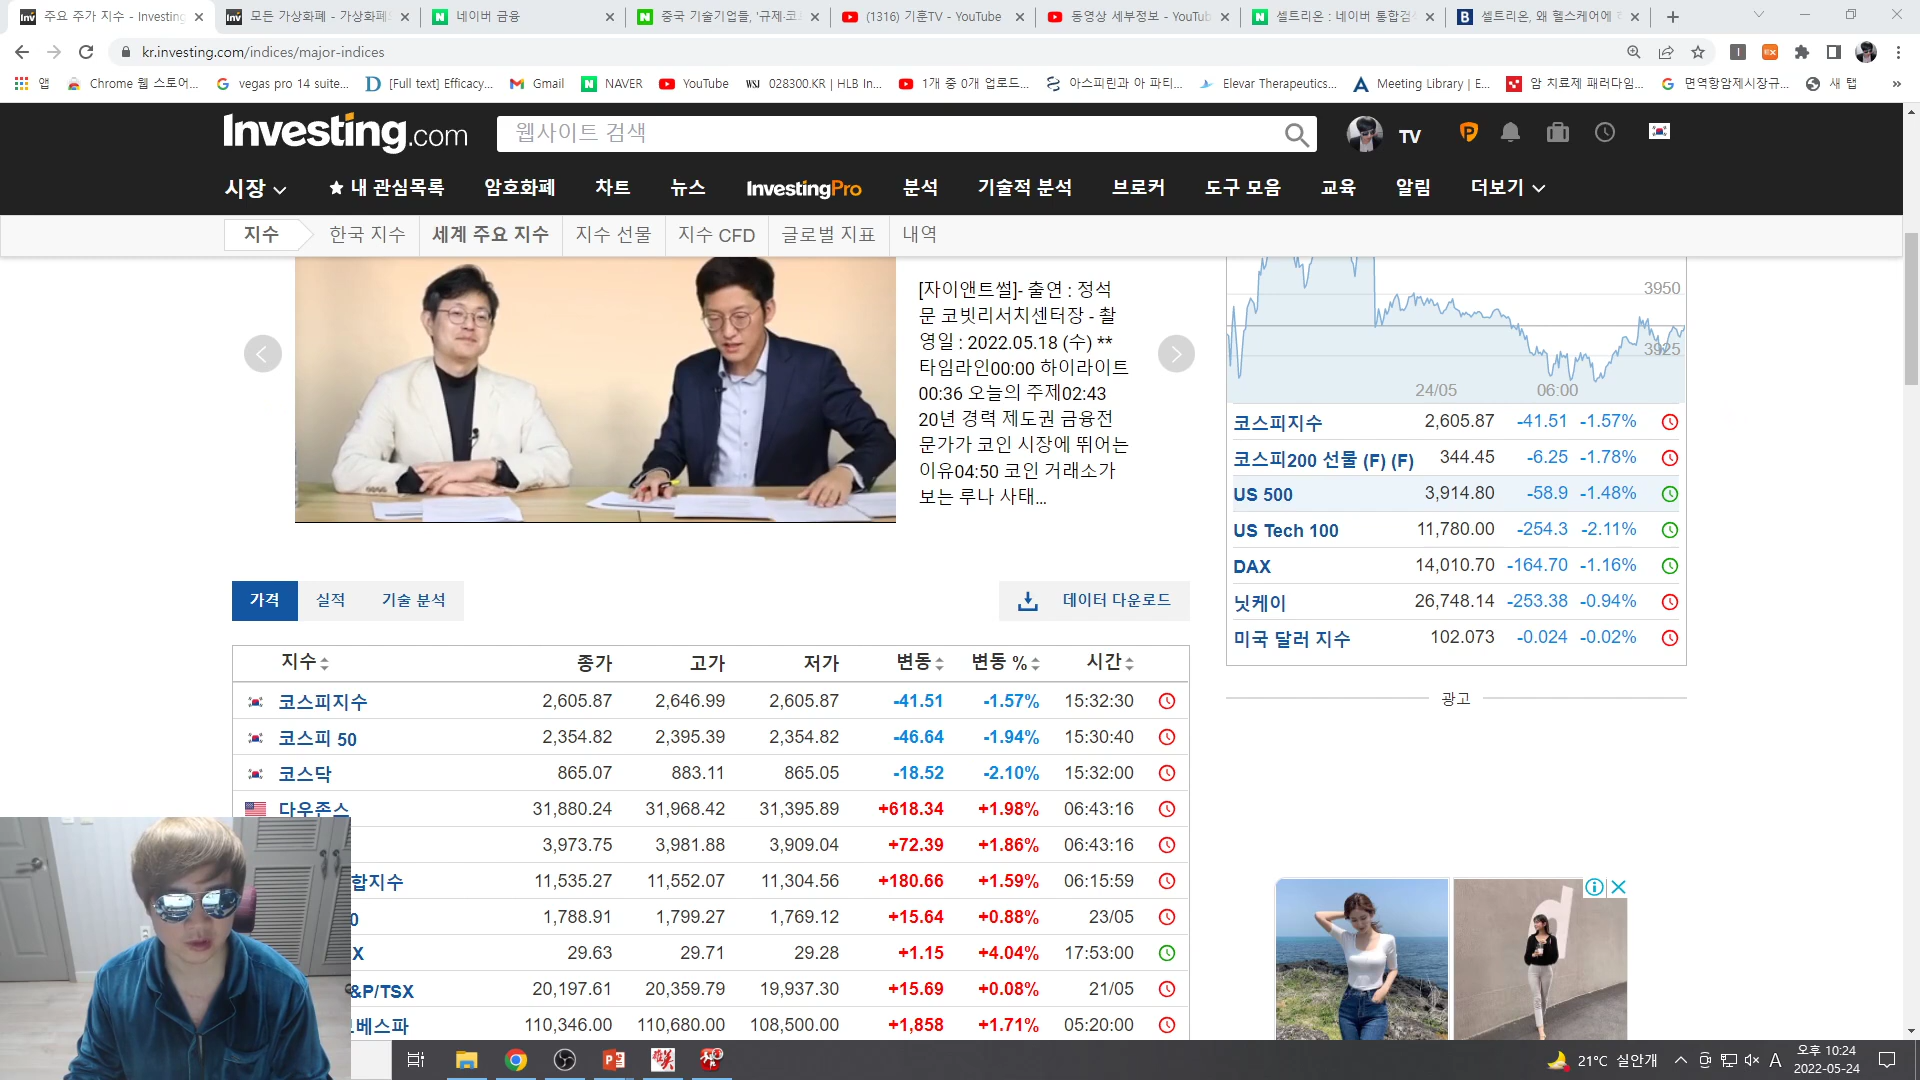 주요 주가 지수 - Investing
모든 가상화폐 - 가상화폐
네이버 금융
중국 기술기업들, '규제·코
(1316) 기훈TV - YouTube
동영상 세부정보 - YouTub
셀트리온 : 네이버 통합검
셀트리온, 왜 헬스케어에
kr.investing.com/indices/major-indices
앱
Chrome 웹 스토어...
vegas pro 14 suite...
[Full text] Efficacy...
Gmail
NAVER
YouTube
WSJ 028300.KR | HLB In...
1개 중 0개 업로드...
아스피린과 아 파티...
Elevar Therapeutics...
Meeting Library | E...
암 치료제 패러다임...
면역항암제시장규...
새 탭
Investing.com
웹사이트 검색
TV
시장
★ 내 관심목록
암호화폐
차트
뉴스
InvestingPro
분석
기술적 분석
브로커
도구 모음
교육
알림
더보기
지수
한국 지수
세계 주요 지수
지수 선물
지수 CFD
글로벌 지표
내역
[자이앤트썰]- 출연 : 정석
문 코빗리서치센터장 - 촬
영일 : 2022.05.18 (수) **
타임라인00:00 하이라이트
00:36 오늘의 주제02:43
20년 경력 제도권 금융전
문가가 코인 시장에 뛰어는
이유04:50 코인 거래소가
보는 루나 사태...
3950
3925
24/05 06:00
코스피지수 2,605.87 -41.51 -1.57%
코스피200 선물 (F) (F) 344.45 -6.25 -1.78%
US 500 3,914.80 -58.9 -1.48%
US Tech 100 11,780.00 -254.3 -2.11%
DAX 14,010.70 -164.70 -1.16%
닛케이 26,748.14 -253.38 -0.94%
미국 달러 지수 102.073 -0.024 -0.02%
광고
가격 실적 기술 분석
데이터 다운로드
지수 종가 고가 저가 변동 변동 % 시간
코스피지수 2,605.87 2,646.99 2,605.87 -41.51 -1.57% 15:32:30
코스피 50 2,354.82 2,395.39 2,354.82 -46.64 -1.94% 15:30:40
코스닥 865.07 883.11 865.05 -18.52 -2.10% 15:32:00
다우존스 31,880.24 31,968.42 31,395.89 +618.34 +1.98% 06:43:16
3,973.75 3,981.88 3,909.04 +72.39 +1.86% 06:43:16
합지수 11,535.27 11,552.07 11,304.56 +180.66 +1.59% 06:15:59
0 1,788.91 1,799.27 1,769.12 +15.64 +0.88% 23/05
X 29.63 29.71 29.28 +1.15 +4.04% 17:53:00
&P/TSX 20,197.61 20,359.79 19,937.30 +15.69 +0.08% 21/05
베스파 110,346.00 110,680.00 108,500.00 +1,858 +1.71% 05:20:00
21°C 실안개
A
오후 10:24
2022-05-24